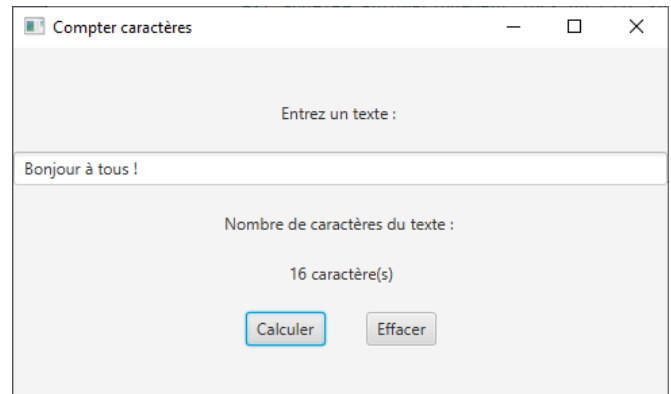 Compter caractères
Entrez un texte :
Bonjour à tous !
Nombre de caractères du texte :
16 caractère(s)
Calculer Effacer